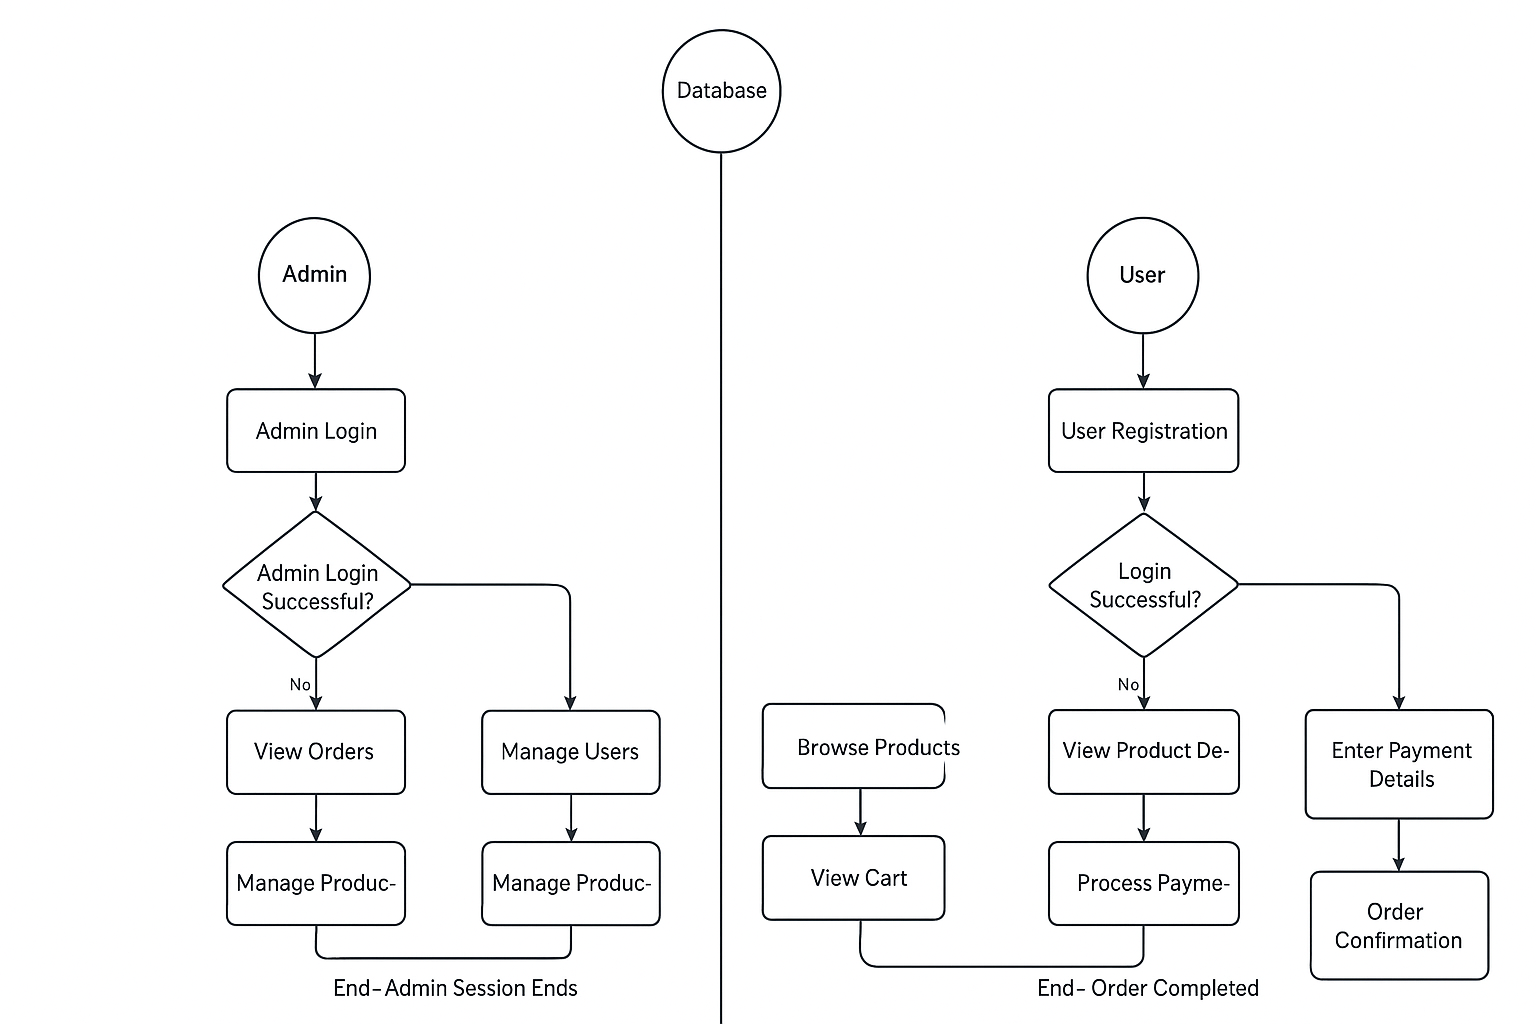 Database
Admin
User
Admin Login
User Registration
Admin Login
Successful?
Login
Successful?
No
No
View Orders
Manage Users
Browse Products
View Product De-
Enter Payment
Details
Manage Produc-
Manage Produc-
View Cart
Process Payme-
Order
Confirmation
End–Admin Session Ends
End– Order Completed